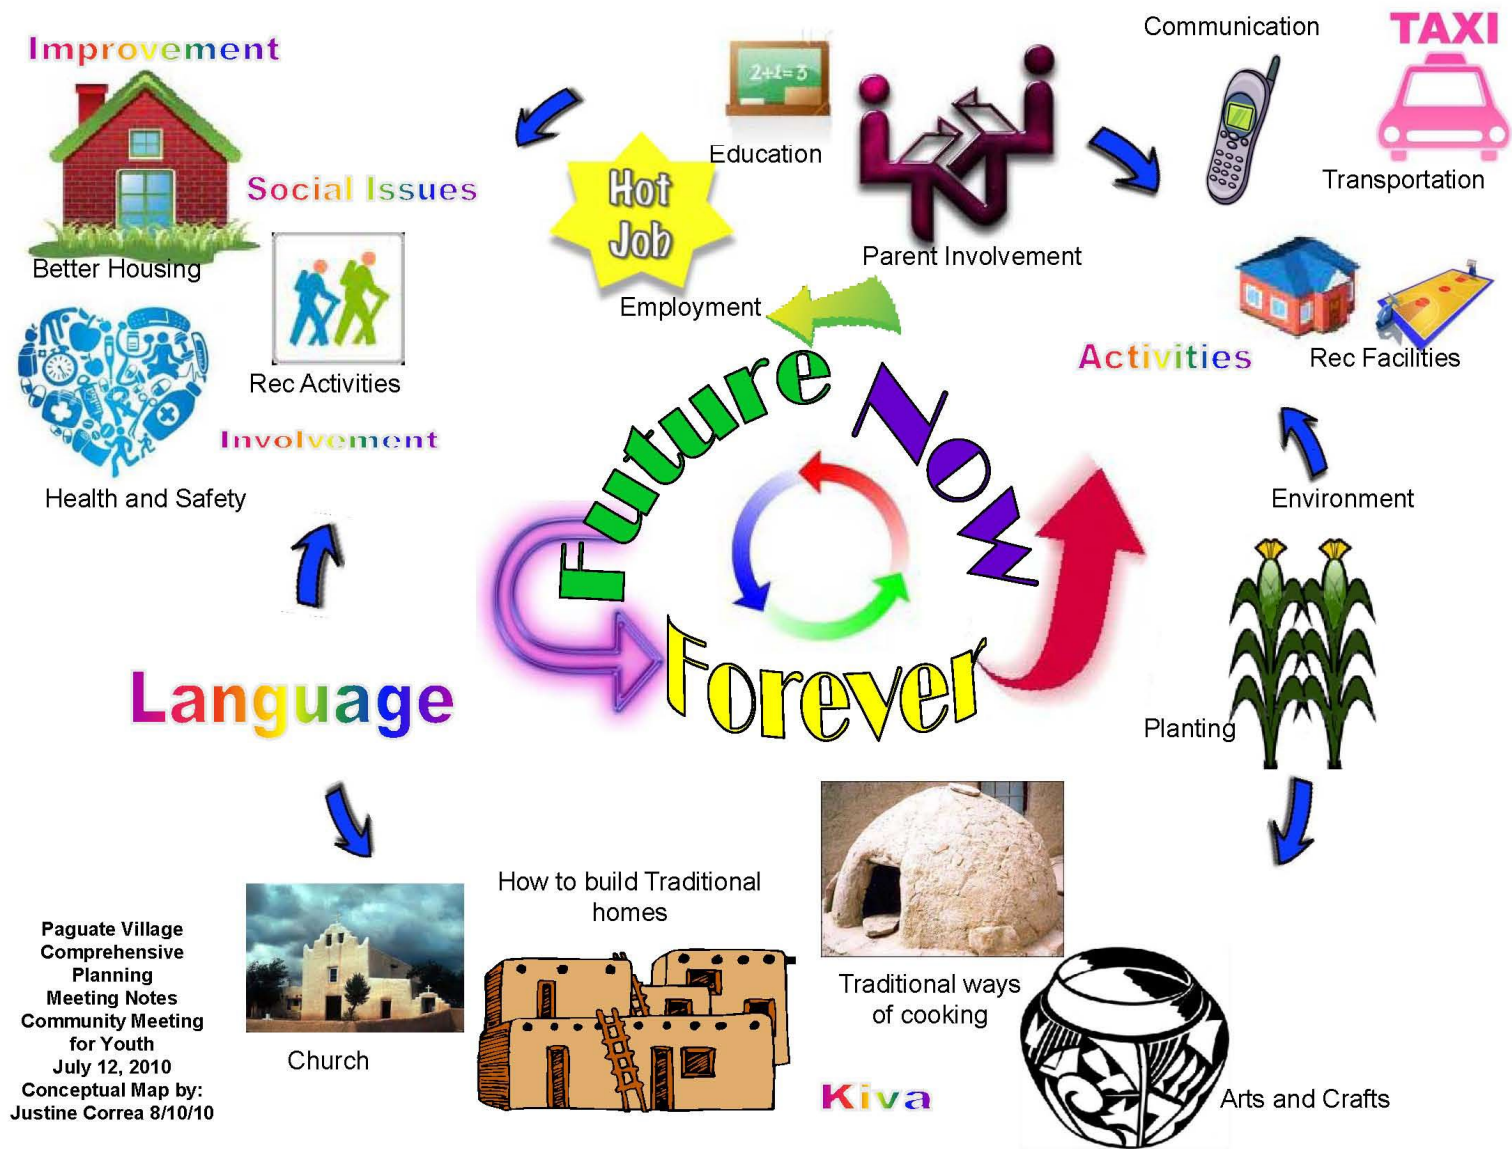 Improvement
Better Housing
Social Issues
Rec Activities
Involvement
Health and Safety
2+1=3
Education
Hot
Job
Employment
Parent Involvement
Communication
TAXI
Transportation
Activities
Rec Facilities
Environment
Planting
Future
Now
Forever
Language
Church
How to build Traditional
homes
Traditional ways
of cooking
Kiva
Arts and Crafts
Paguate Village
Comprehensive
Planning
Meeting Notes
Community Meeting
for Youth
July 12, 2010
Conceptual Map by:
Justine Correa 8/10/10